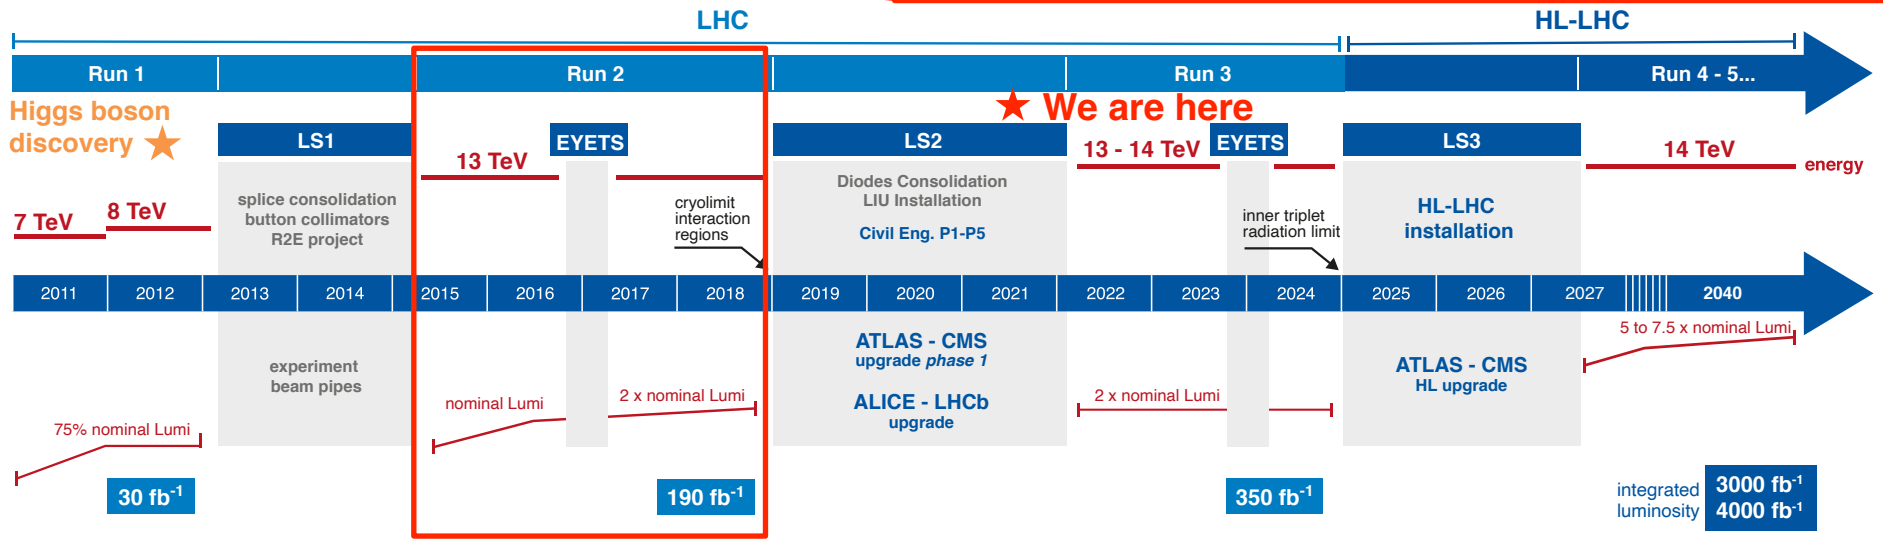 LHC
HL-LHC
Run 1
Run 2
Run 3
Run 4 - 5...
Higgs boson
discovery
We are here
LS1
EYETS
LS2
EYETS
LS3
7 TeV
8 TeV
13 TeV
13 - 14 TeV
14 TeV
energy
splice consolidation
button collimators
R2E project
cryolimit
interaction
regions
Diodes Consolidation
LIU Installation
Civil Eng. P1-P5
inner triplet
radiation limit
HL-LHC
installation
2011
2012
2013
2014
2015
2016
2017
2018
2019
2020
2021
2022
2023
2024
2025
2026
2027
2040
75% nominal Lumi
experiment
beam pipes
nominal Lumi
2 x nominal Lumi
ATLAS - CMS
upgrade phase 1
ALICE - LHCb
upgrade
2 x nominal Lumi
ATLAS - CMS
HL upgrade
5 to 7.5 x nominal Lumi
30 fb-1
190 fb-1
350 fb-1
integrated
luminosity
3000 fb-1
4000 fb-1